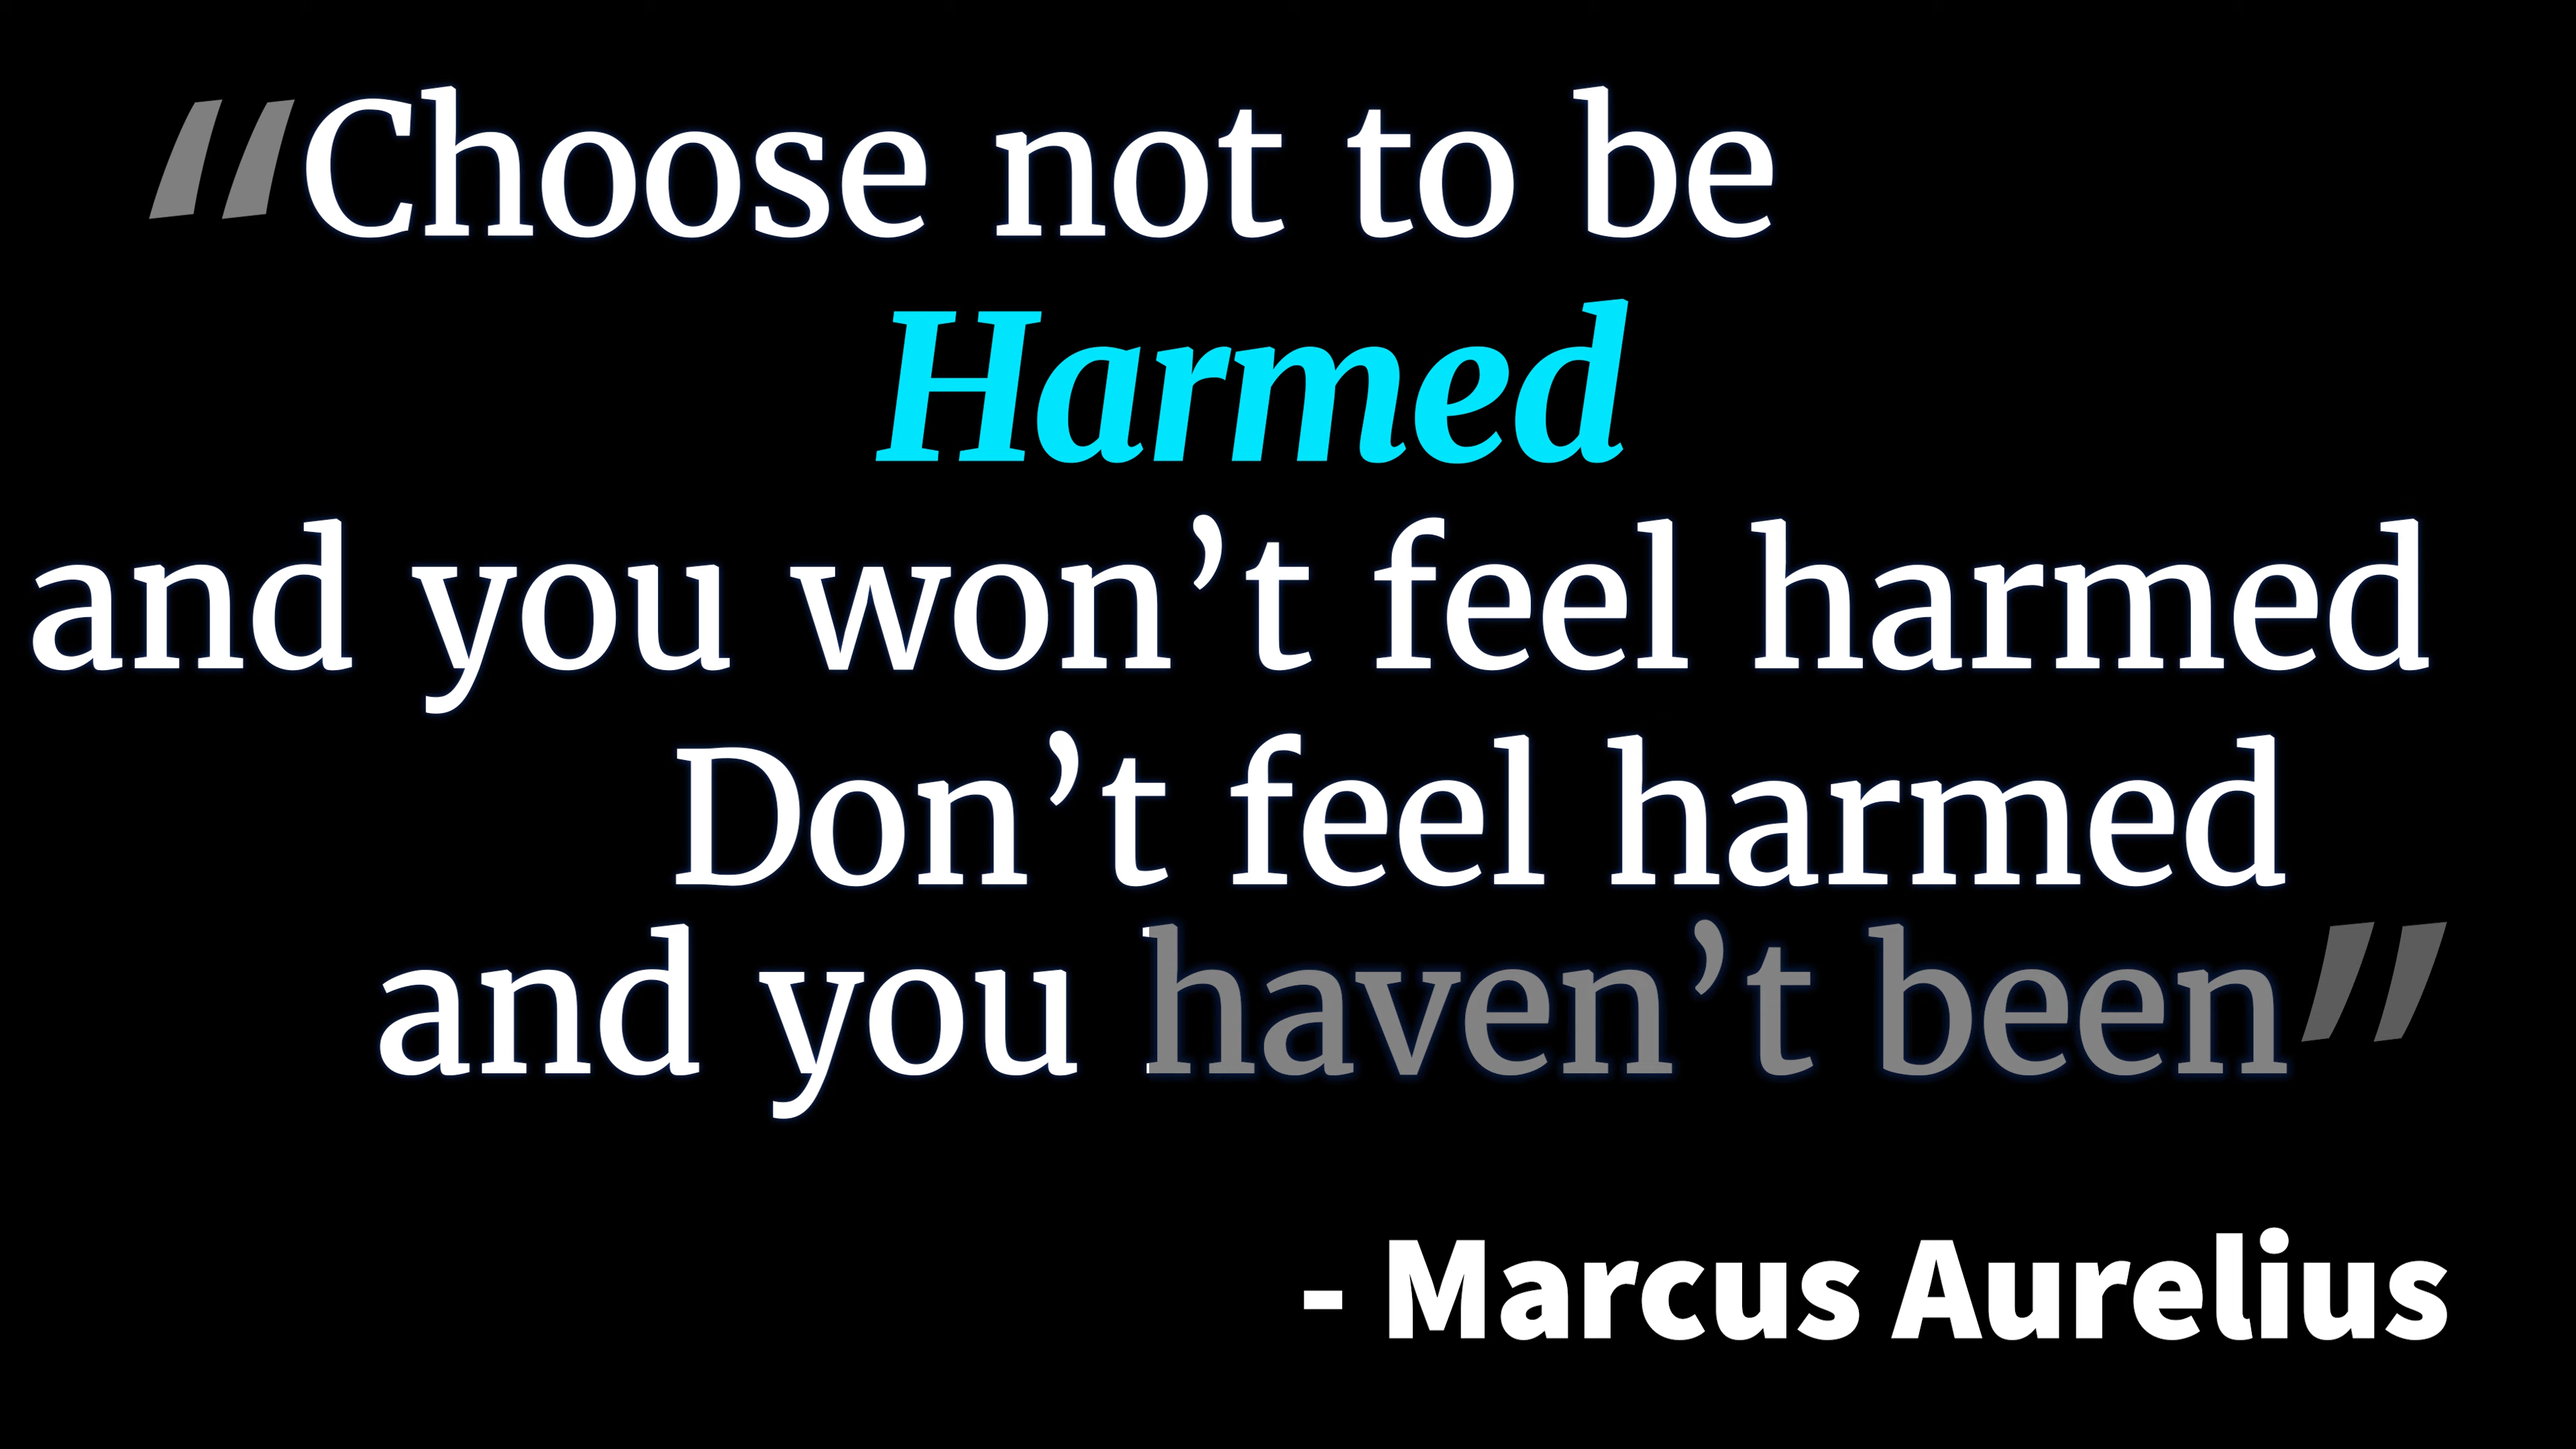 “Choose not to be
Harmed
and you won’t feel harmed
Don’t feel harmed
and you haven’t been”
- Marcus Aurelius